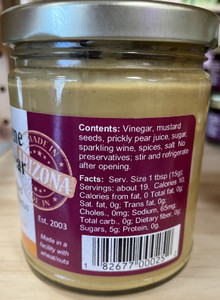 MADE IN
ARIZONA
Est. 2003
Made in a
facility with
wheat/nuts
Contents: Vinegar, mustard
seeds, prickly pear juice, sugar,
sparkling wine, spices, salt No
preservatives; stir and refrigerate
after opening.
Facts: Serv. Size 1 tbsp (15g)
Servings: about 19. Calories 10,
Calories from fat, 0 Total fat, 0g,
Sat. fat, 0g; Trans fat, 0g;
Choles., 0mg; Sodium, 65mg,
Total carb., 0g; Dietary fiber, 0g,
Sugars, 5g; Protein, 0g.
82677 00025